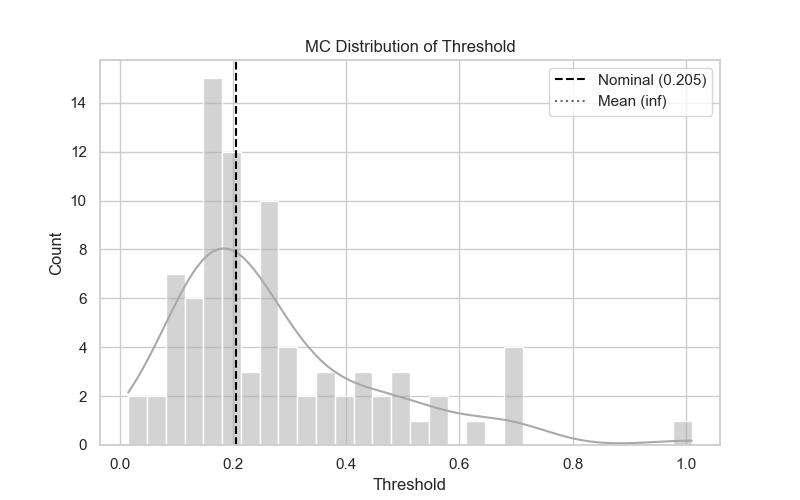 MC Distribution of Threshold
Nominal (0.205)
Mean (inf)
Count
14
12
10
8
6
4
2
0
0.0 0.2 0.4 0.6 0.8 1.0
Threshold